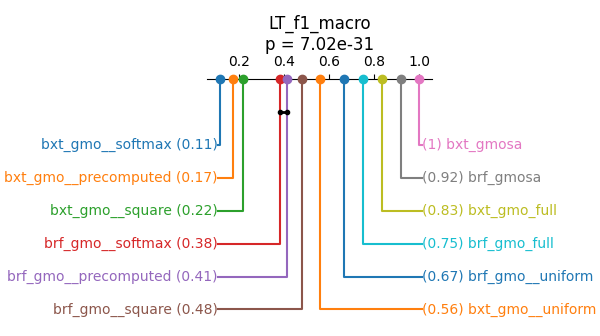 LT_f1_macro
p = 7.02e-31
0.2 0.4 0.6 0.8 1.0
bxt_gmo__softmax (0.11) (1) bxt_gmosa
bxt_gmo__precomputed (0.17) (0.92) brf_gmosa
bxt_gmo__square (0.22) (0.83) bxt_gmo_full
brf_gmo__softmax (0.38) (0.75) brf_gmo_full
brf_gmo__precomputed (0.41) (0.67) brf_gmo__uniform
brf_gmo__square (0.48) (0.56) bxt_gmo__uniform